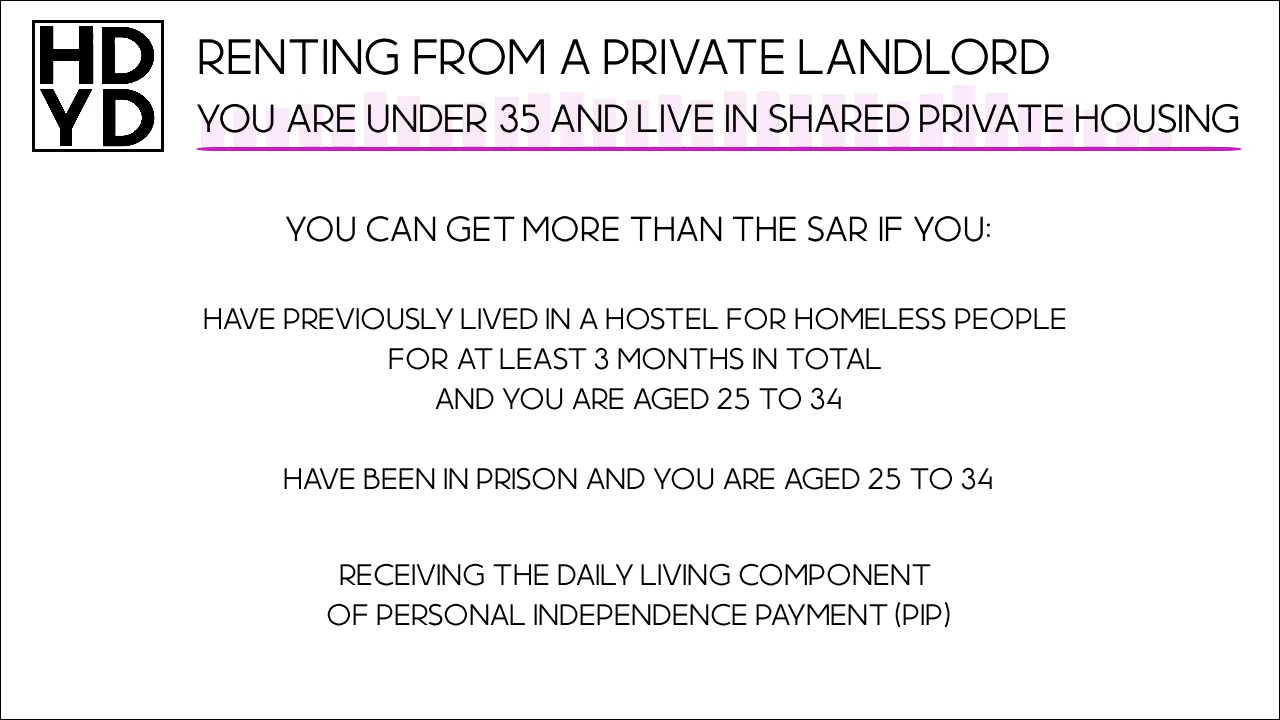 HD
YD
RENTING FROM A PRIVATE LANDLORD
YOU ARE UNDER 35 AND LIVE IN SHARED PRIVATE HOUSING
YOU CAN GET MORE THAN THE SAR IF YOU:
HAVE PREVIOUSLY LIVED IN A HOSTEL FOR HOMELESS PEOPLE
FOR AT LEAST 3 MONTHS IN TOTAL
AND YOU ARE AGED 25 TO 34
HAVE BEEN IN PRISON AND YOU ARE AGED 25 TO 34
RECEIVING THE DAILY LIVING COMPONENT
OF PERSONAL INDEPENDENCE PAYMENT (PIP)